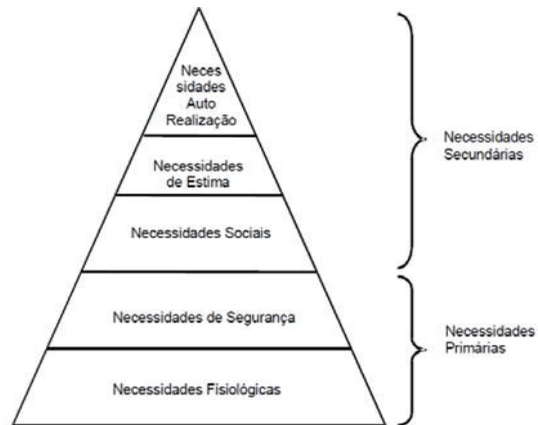 Neces
sidades
Auto
Realização
Necessidades
de Estima
Necessidades Sociais
Necessidades de Segurança
Necessidades Fisiológicas
Necessidades
Secundárias
Necessidades
Primárias